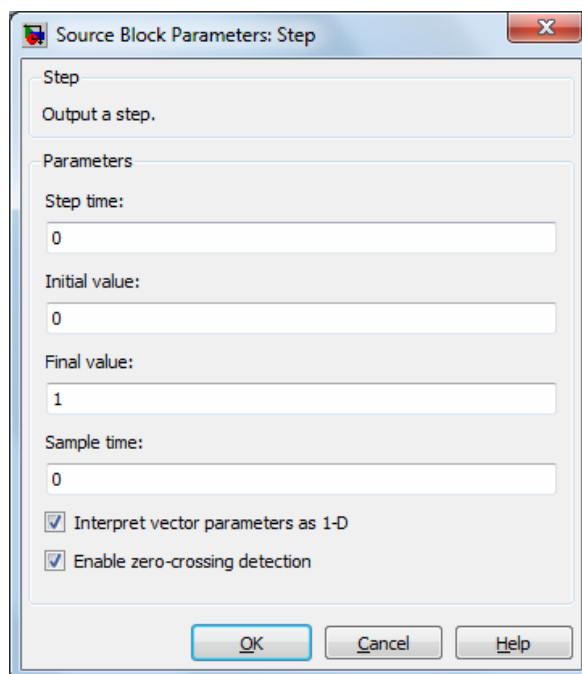 Source Block Parameters: Step
Step
Output a step.
Parameters
Step time:
0
Initial value:
0
Final value:
1
Sample time:
0
Interpret vector parameters as 1-D
Enable zero-crossing detection
OK Cancel Help